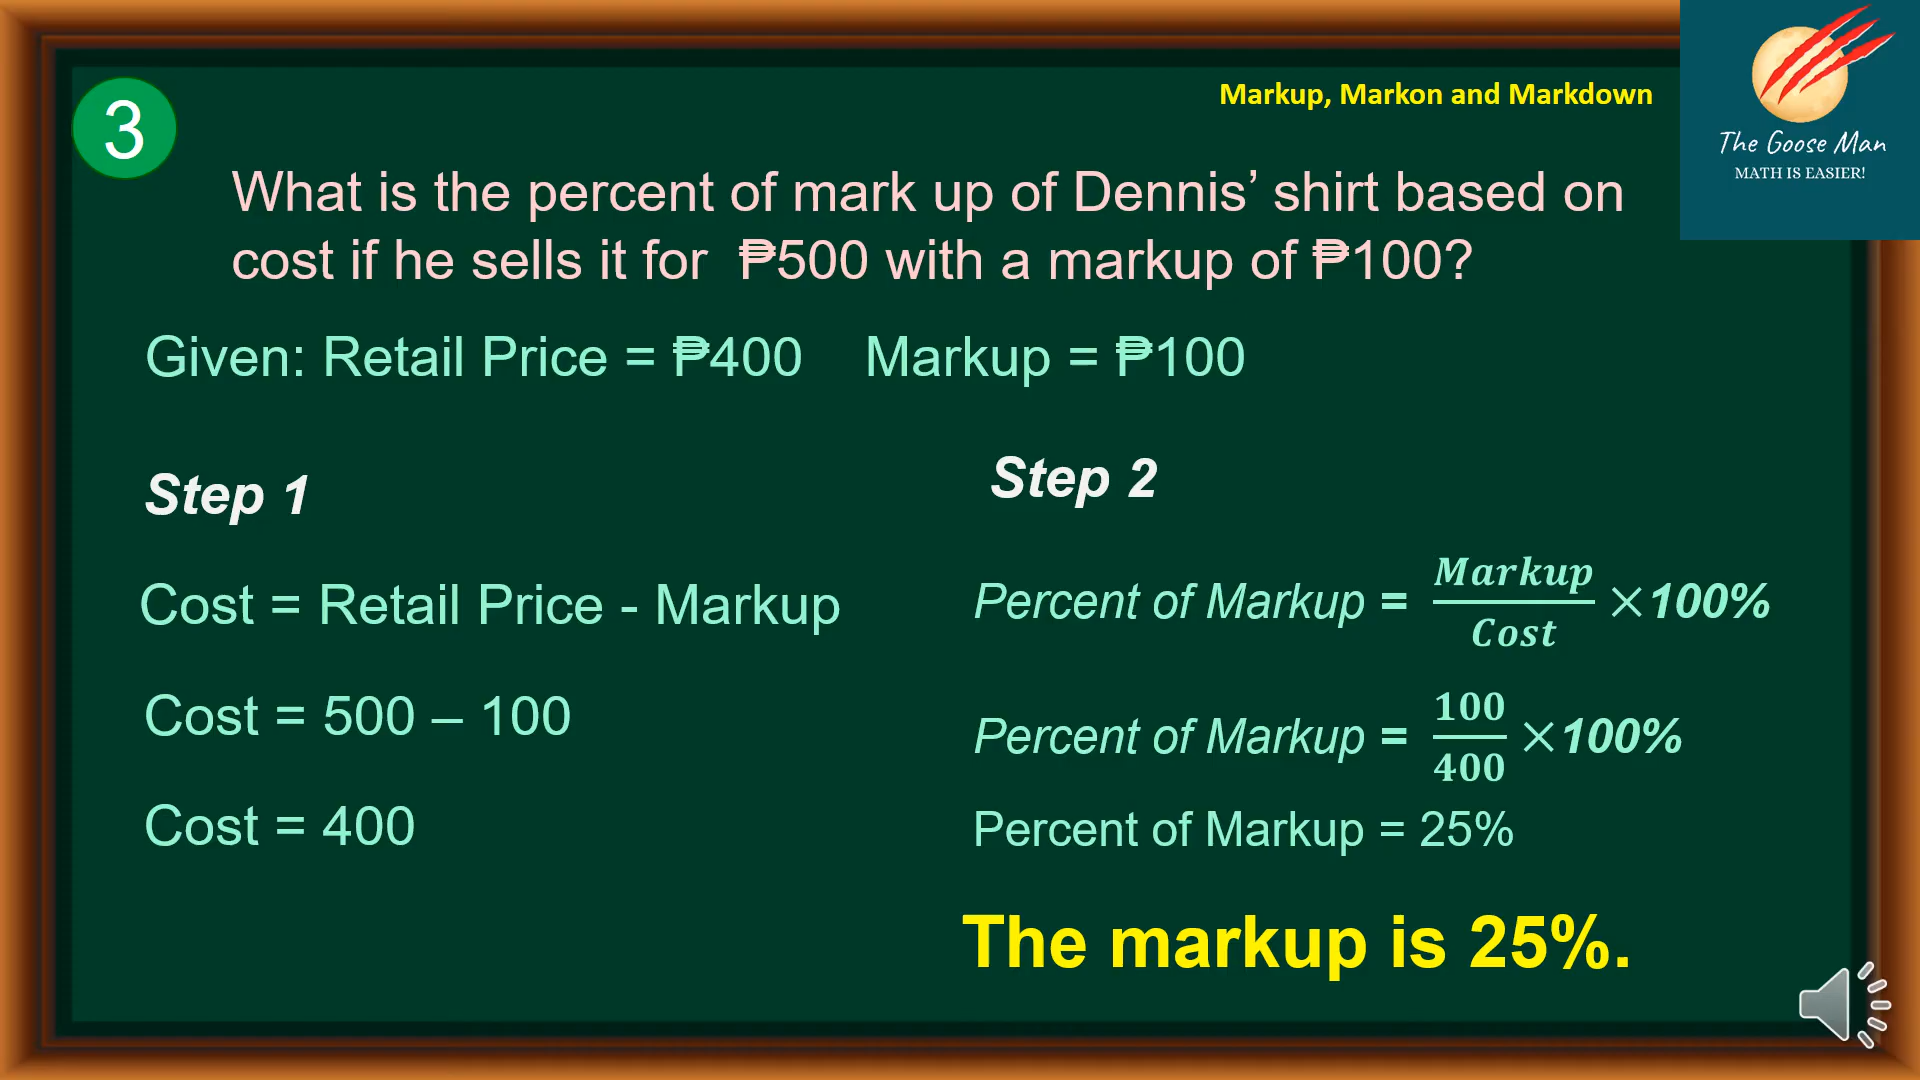 3
Markup, Markon and Markdown
The Goose Man
MATH IS EASIER!
What is the percent of mark up of Dennis’ shirt based on
cost if he sells it for ₱500 with a markup of ₱100?
Given: Retail Price = ₱400 Markup = ₱100
Step 1
Cost = Retail Price - Markup
Cost = 500 – 100
Cost = 400
Step 2
Percent of Markup = Markup/Cost ×100%
Percent of Markup = 100/400 ×100%
Percent of Markup = 25%
The markup is 25%.